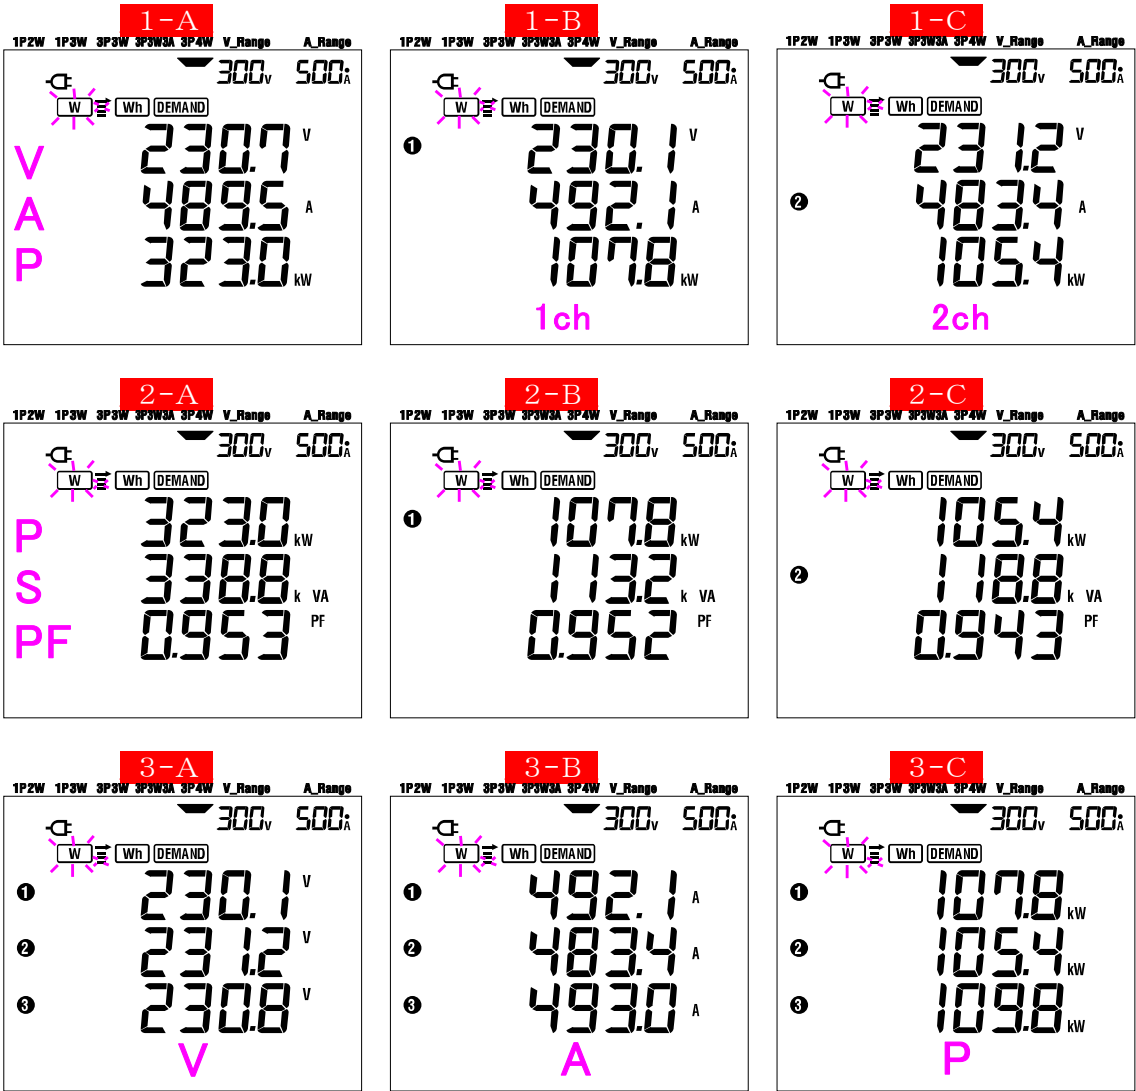 1-A
1P2W 1P3W 3P3W 3P3W3A 3P4W V_Range A_Range
300V 500A
W Wh DEMAND
V 230.7 V
A 489.5 A
P 323.0 kW
1-B
1P2W 1P3W 3P3W 3P3W3A 3P4W V_Range A_Range
300V 500A
W Wh DEMAND
❶ 230.1 V
492.1 A
107.8 kW
1ch
1-C
1P2W 1P3W 3P3W 3P3W3A 3P4W V_Range A_Range
300V 500A
W Wh DEMAND
231.2 V
❷ 483.4 A
105.4 kW
2ch
2-A
1P2W 1P3W 3P3W 3P3W3A 3P4W V_Range A_Range
300V 500A
W Wh DEMAND
P 323.0 kW
S 338.8 k VA
PF 0.953 PF
2-B
1P2W 1P3W 3P3W 3P3W3A 3P4W V_Range A_Range
300V 500A
W Wh DEMAND
❶ 107.8 kW
113.2 k VA
0.952 PF
2-C
1P2W 1P3W 3P3W 3P3W3A 3P4W V_Range A_Range
300V 500A
W Wh DEMAND
105.4 kW
❷ 118.8 k VA
0.943 PF
3-A
1P2W 1P3W 3P3W 3P3W3A 3P4W V_Range A_Range
300V 500A
W Wh DEMAND
❶ 230.1 V
❷ 231.2 V
❸ 230.8 V
V
3-B
1P2W 1P3W 3P3W 3P3W3A 3P4W V_Range A_Range
300V 500A
W Wh DEMAND
❶ 492.1 A
❷ 483.4 A
❸ 493.0 A
A
3-C
1P2W 1P3W 3P3W 3P3W3A 3P4W V_Range A_Range
300V 500A
W Wh DEMAND
❶ 107.8 kW
❷ 105.4 kW
❸ 109.8 kW
P